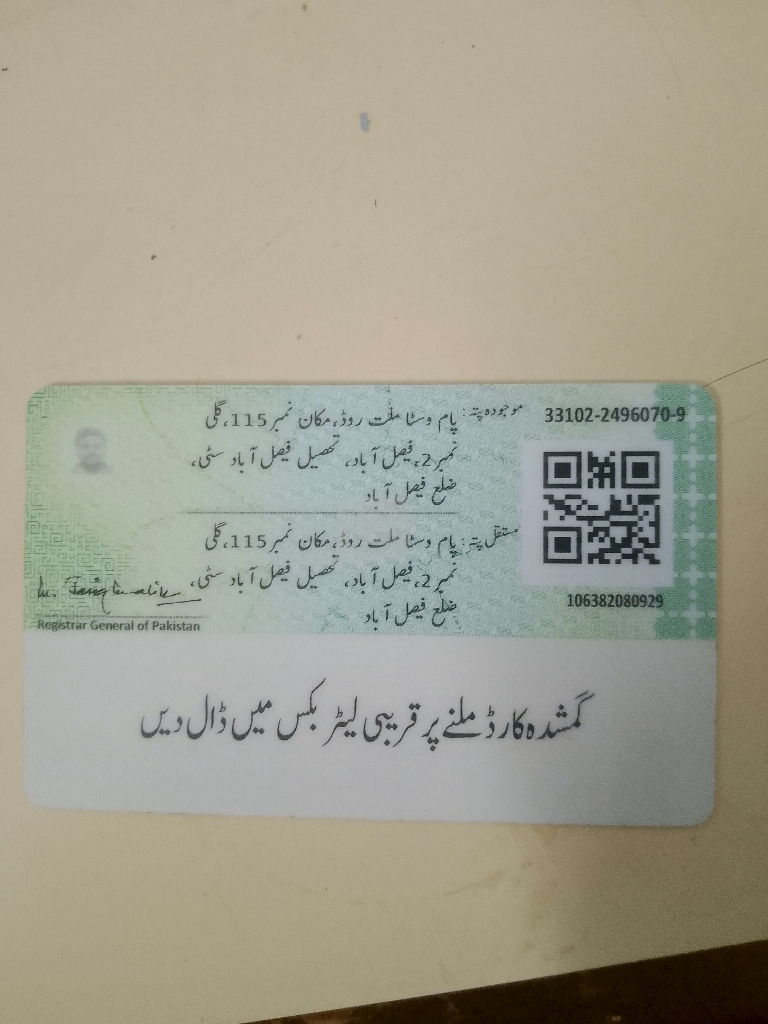 33102-2496070-9
موجودہ پتہ: پام وسٹا ملت روڈ، مکان نمبر 115، گلی
نمبر 2، فیصل آباد، تحصیل فیصل آباد سٹی،
ضلع فیصل آباد
مستقل پتہ: پام وسٹا ملت روڈ، مکان نمبر 115، گلی
نمبر 2، فیصل آباد، تحصیل فیصل آباد سٹی،
ضلع فیصل آباد
106382080929
Registrar General of Pakistan
گمشدہ کارڈ ملنے پر قریبی لیٹر بکس میں ڈال دیں